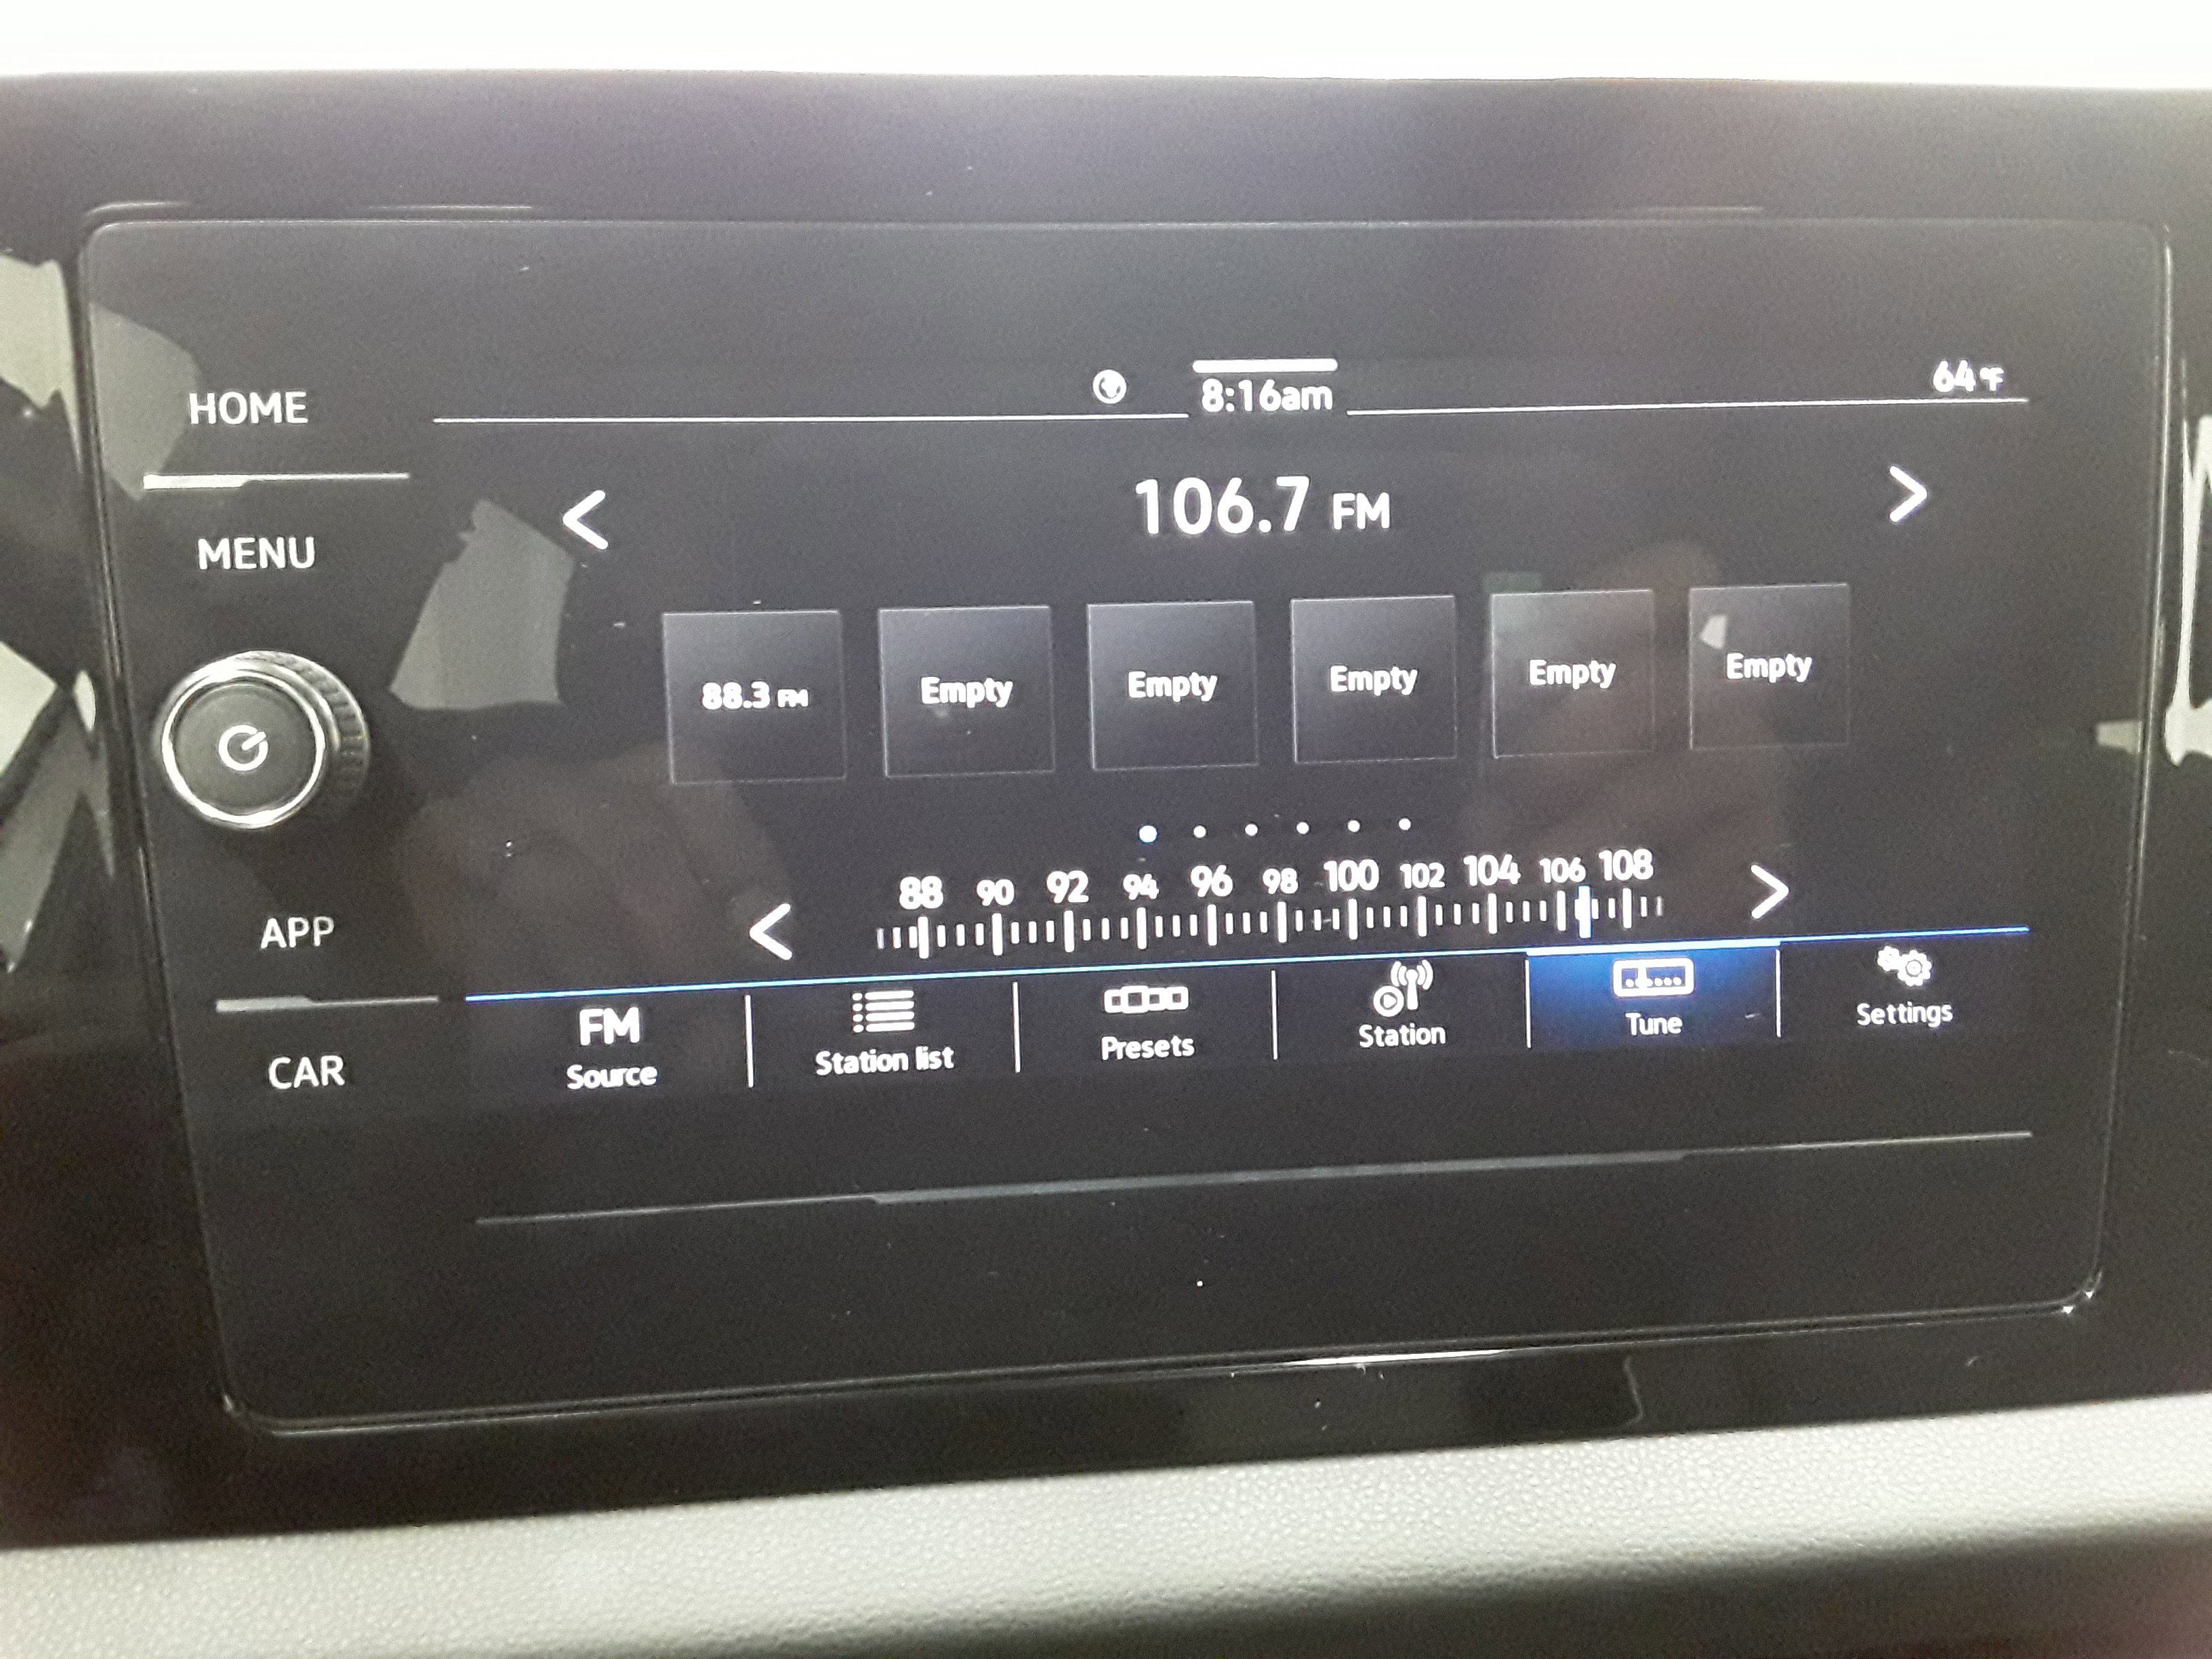 HOME
8:16am
64°F
MENU
106.7 FM
88.3 FM
Empty
Empty
Empty
Empty
Empty
88 90 92 94 96 98 100 102 104 106 108
APP
CAR
FM
Source
Station list
Presets
Station
Tune
Settings